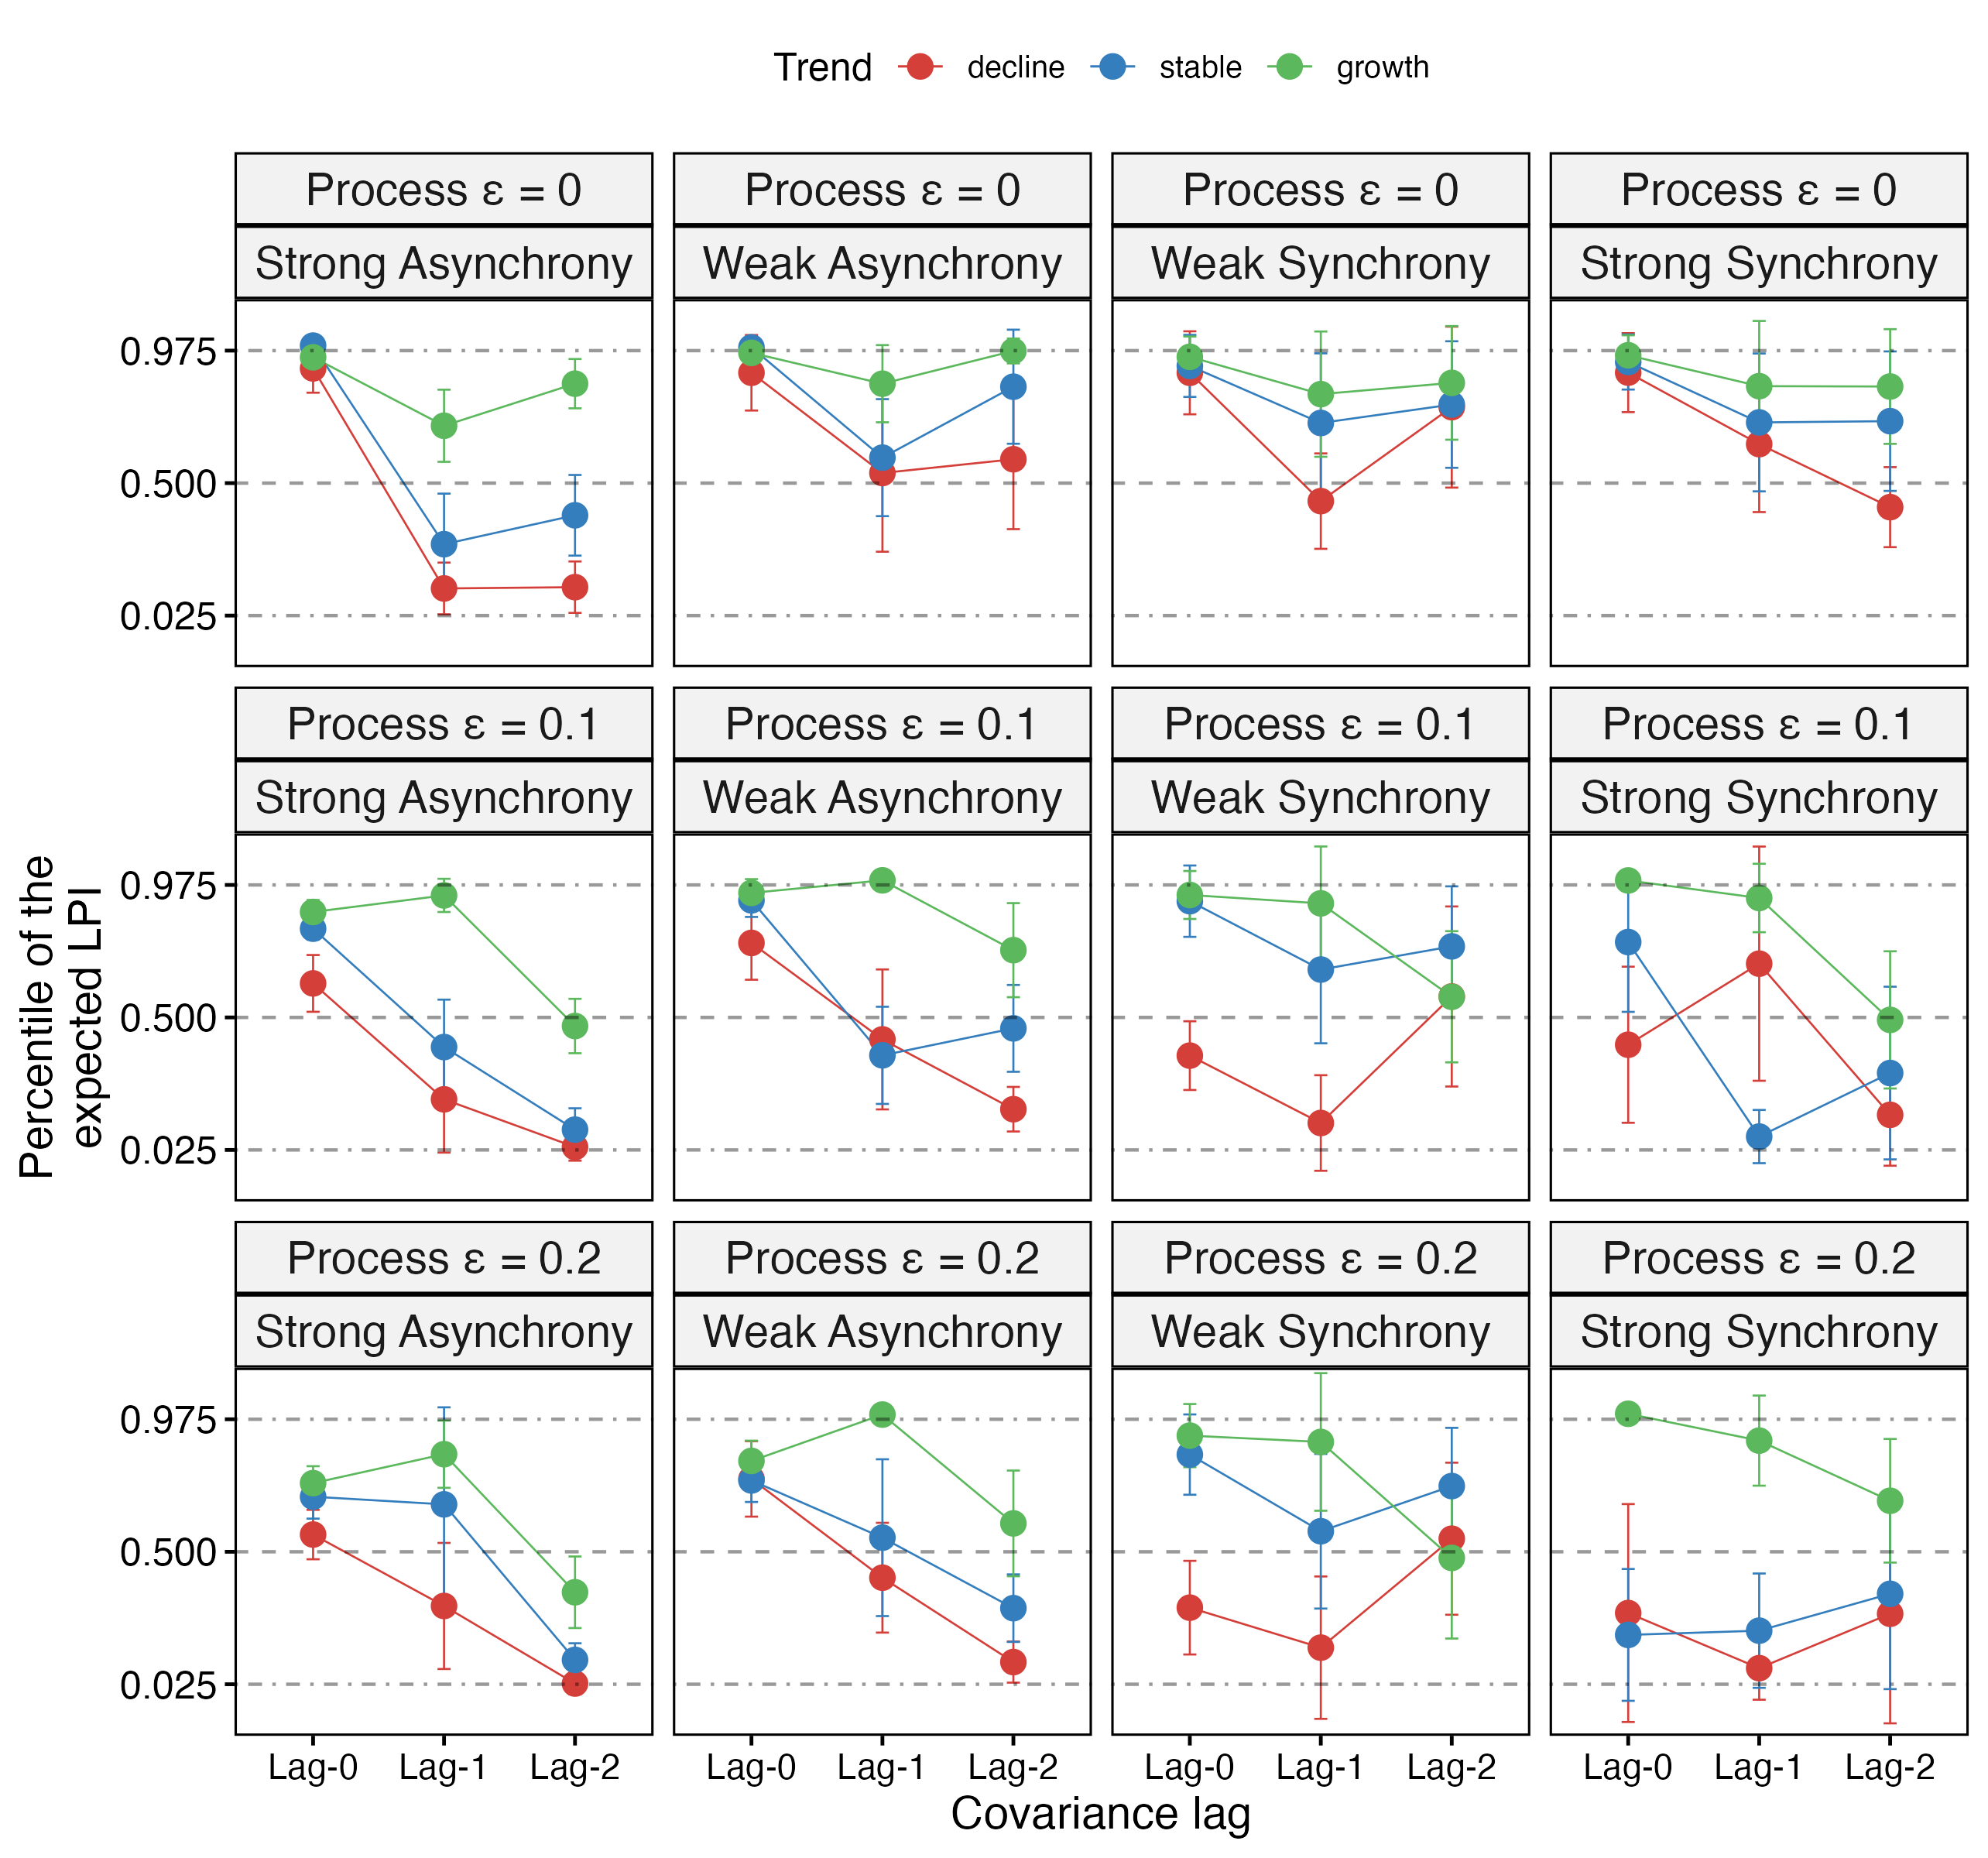 Trend decline stable growth
Process ε = 0 Process ε = 0 Process ε = 0 Process ε = 0
Strong Asynchrony Weak Asynchrony Weak Synchrony Strong Synchrony
0.975
0.500
0.025
Process ε = 0.1 Process ε = 0.1 Process ε = 0.1 Process ε = 0.1
Strong Asynchrony Weak Asynchrony Weak Synchrony Strong Synchrony
0.975
0.500
0.025
Percentile of the
expected LPI
Process ε = 0.2 Process ε = 0.2 Process ε = 0.2 Process ε = 0.2
Strong Asynchrony Weak Asynchrony Weak Synchrony Strong Synchrony
0.975
0.500
0.025
Lag-0 Lag-1 Lag-2 Lag-0 Lag-1 Lag-2 Lag-0 Lag-1 Lag-2 Lag-0 Lag-1 Lag-2
Covariance lag